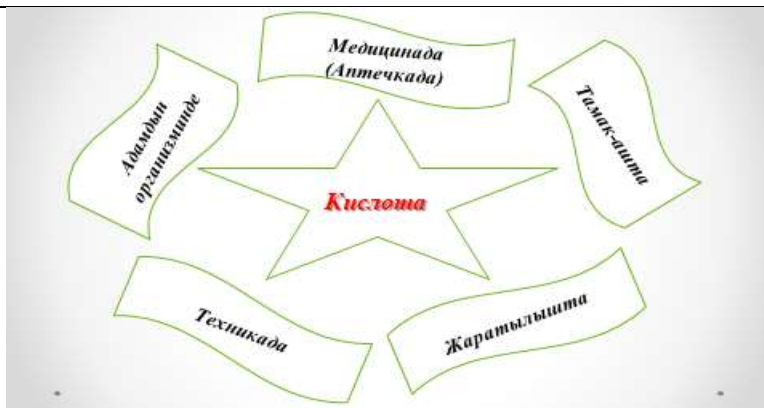 Медицинада
(Аптечкада)
Адамдын
организминде
Тамак-ашта
Кислота
Техникада
Жаратылышта